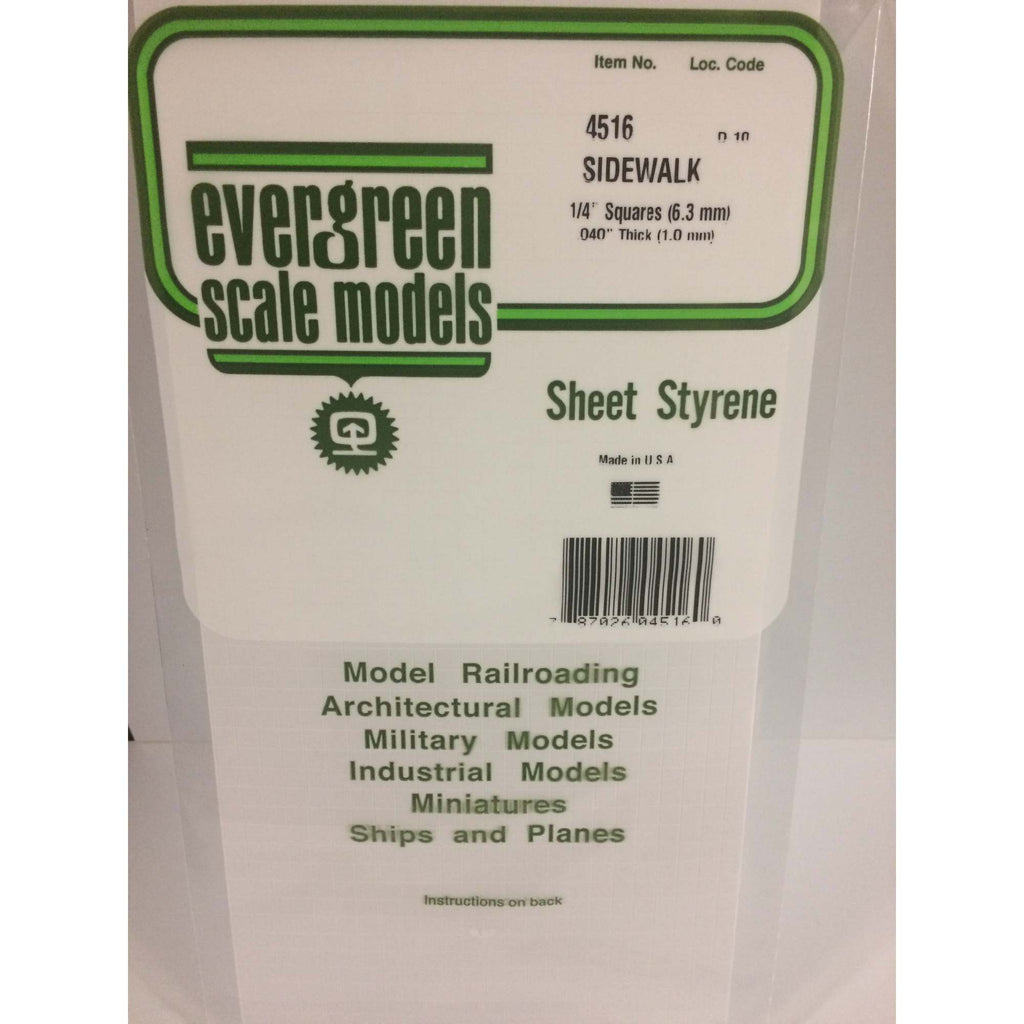 Item No. Loc. Code
4516 D 10
SIDEWALK
1/4" Squares (6.3 mm)
040" Thick (1.0 mm)
evergreen
scale models
Sheet Styrene
Made in U S A
7 87026 04516 0
Model Railroading
Architectural Models
Military Models
Industrial Models
Miniatures
Ships and Planes
Instructions on back